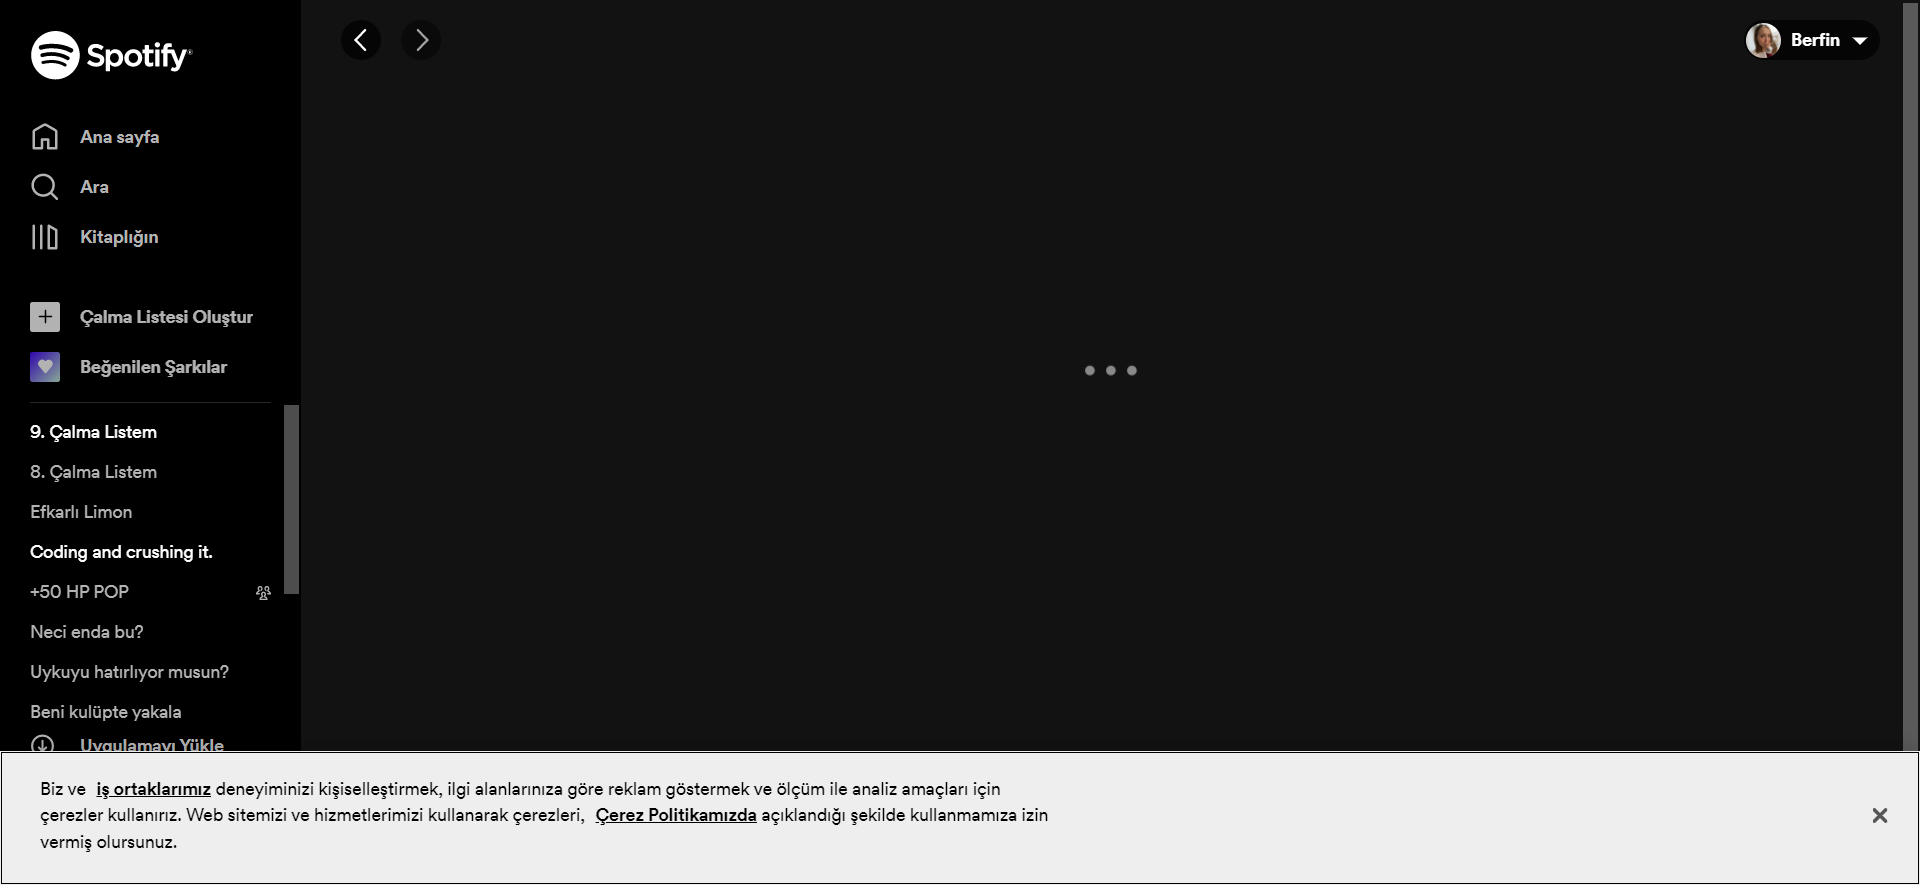 Spotify
Berfin
Ana sayfa
Ara
Kitaplığın
Çalma Listesi Oluştur
Beğenilen Şarkılar
9. Çalma Listem
8. Çalma Listem
Efkarlı Limon
Coding and crushing it.
+50 HP POP
Neci enda bu?
Uykuyu hatırlıyor musun?
Beni kulüpte yakala
Uygulamayı Yükle
Biz ve iş ortaklarımız deneyiminizi kişiselleştirmek, ilgi alanlarınıza göre reklam göstermek ve ölçüm ile analiz amaçları için
çerezler kullanırız. Web sitemizi ve hizmetlerimizi kullanarak çerezleri, Çerez Politikamızda açıklandığı şekilde kullanmamıza izin
vermiş olursunuz.